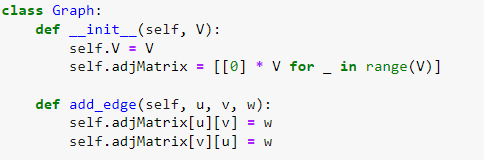 class Graph:
    def __init__(self, V):
        self.V = V
        self.adjMatrix = [[0] * V for _ in range(V)]

    def add_edge(self, u, v, w):
        self.adjMatrix[u][v] = w
        self.adjMatrix[v][u] = w